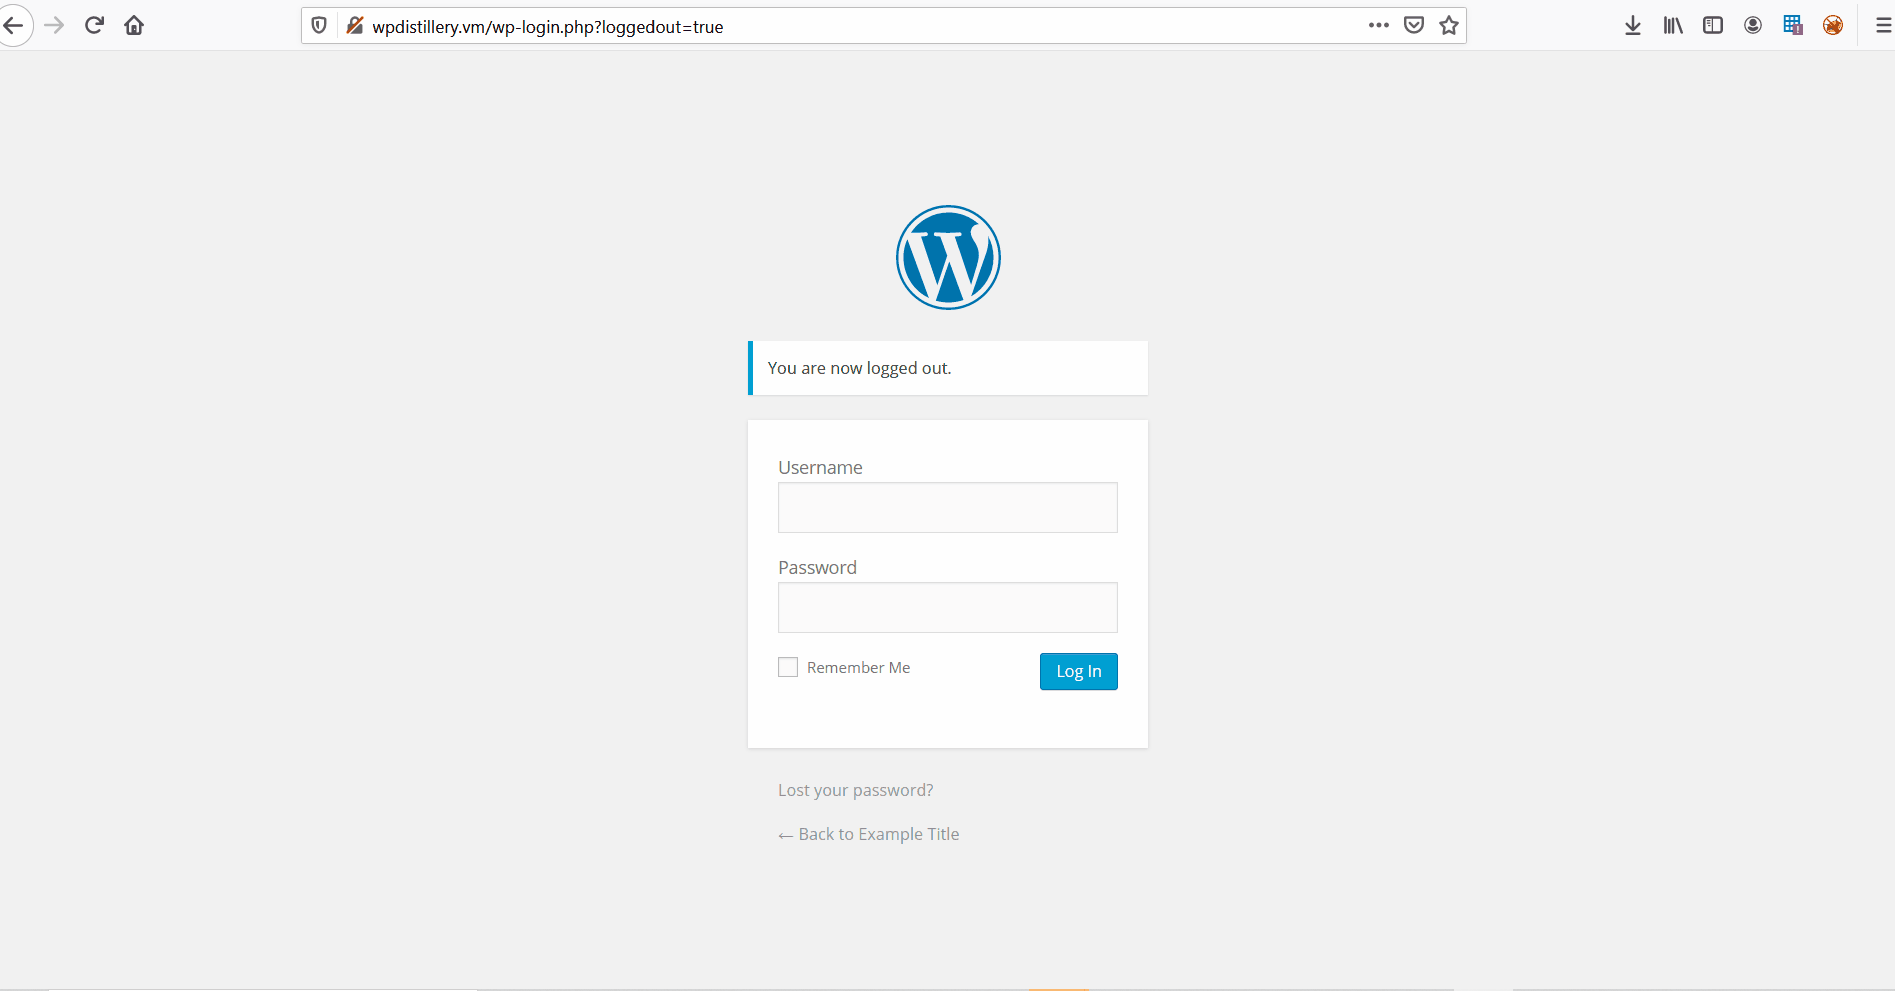 wpdistillery.vm/wp-login.php?loggedout=true
You are now logged out.
Username
Password
Remember Me
Log In
Lost your password?
← Back to Example Title